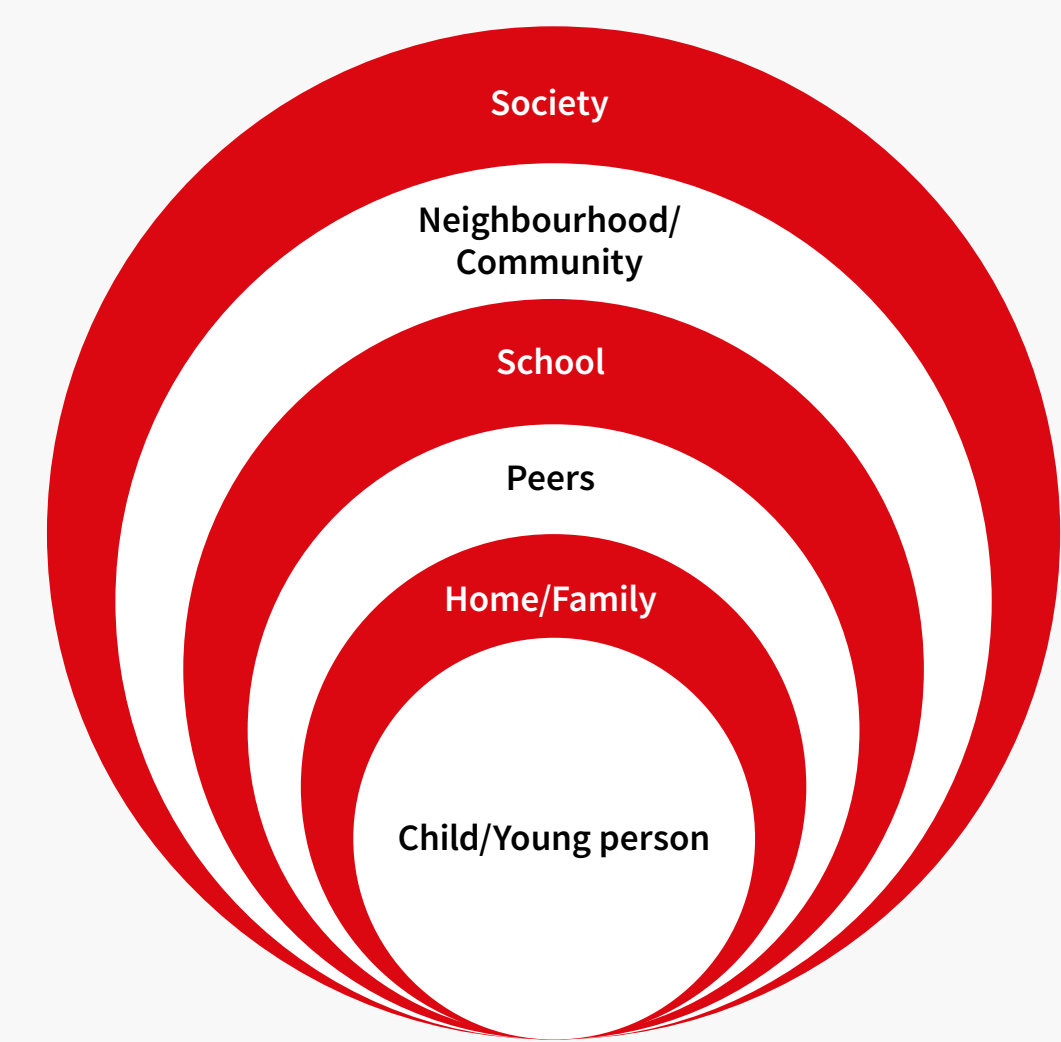 Society
Neighbourhood/
Community
School
Peers
Home/Family
Child/Young person